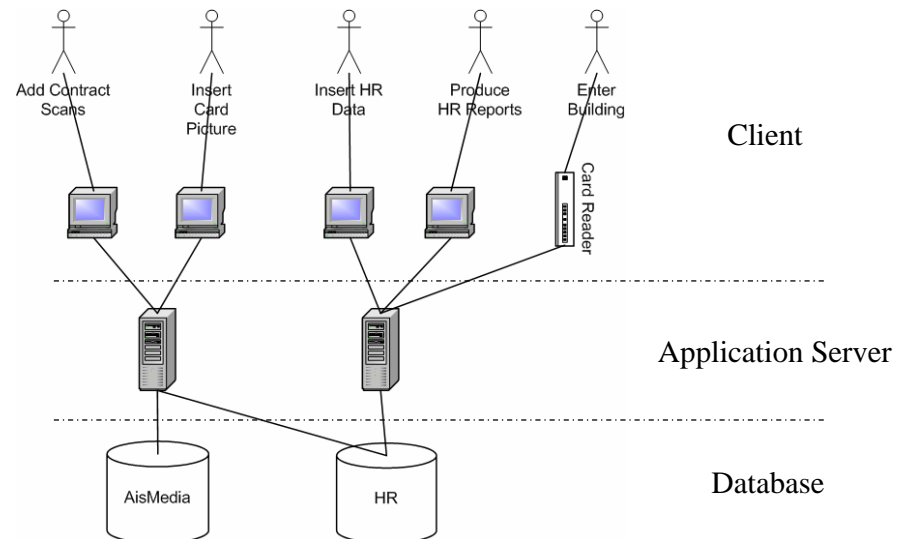 Add Contract
Scans
Insert
Card
Picture
Insert HR
Data
Produce
HR Reports
Enter
Building
Client
Card Reader
Application Server
AisMedia
HR
Database